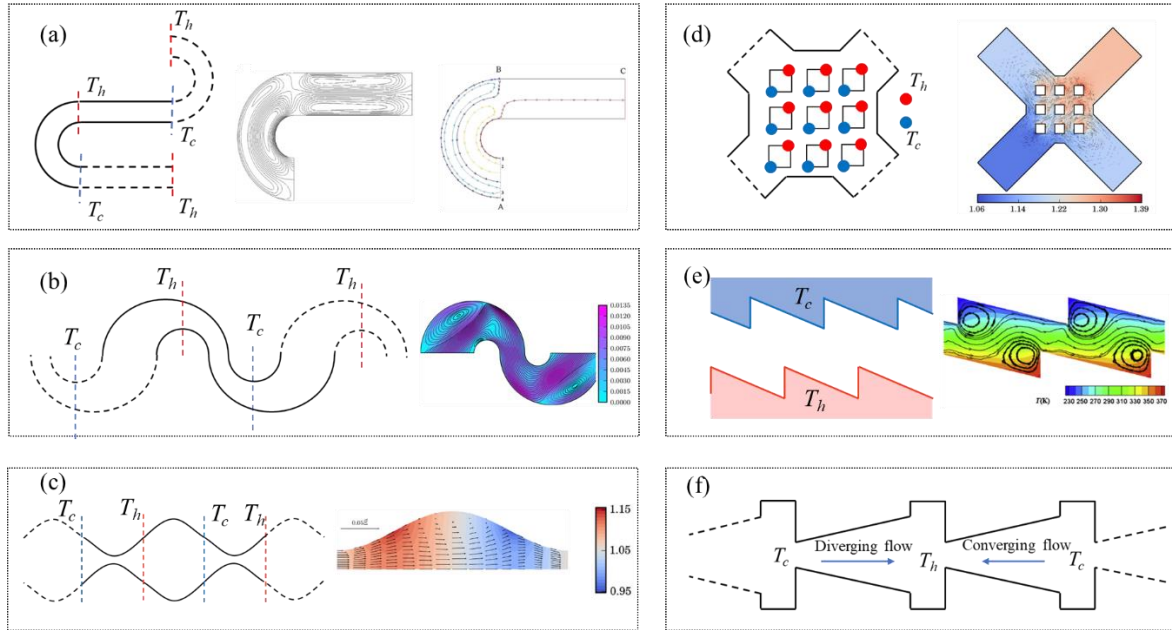 (a)
T_h
T_h
T_c
T_c
T_h
B
C
A
(b)
T_h
T_h
T_c
T_c
0.0135
0.0120
0.0105
0.0090
0.0075
0.0060
0.0045
0.0030
0.0015
0.0000
(c)
T_c
T_h
T_c
T_h
1.15
1.05
0.95
(d)
T_h
T_c
1.06 1.14 1.22 1.30 1.39
(e)
T_c
T_h
T(K)
230 250 270 290 310 330 350 370
(f)
Diverging flow
Converging flow
T_c
T_h
T_c